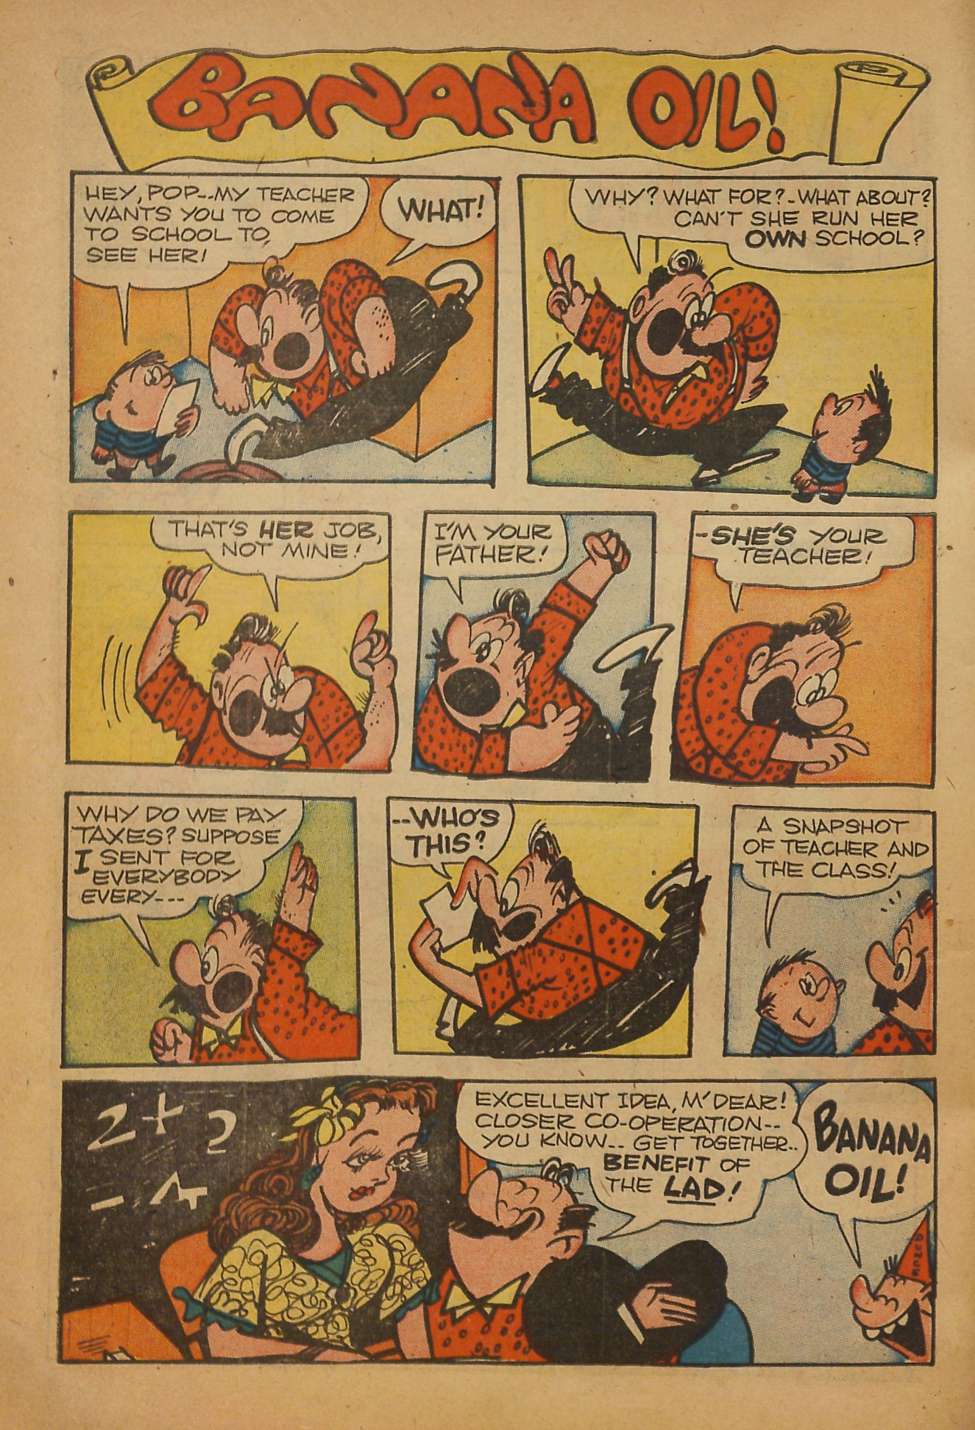 BANANA OIL!
HEY, POP--MY TEACHER
WANTS YOU TO COME
TO SCHOOL TO,
SEE HER!
WHAT!
WHY? WHAT FOR?-WHAT ABOUT?
CAN'T SHE RUN HER
OWN SCHOOL?
THAT'S HER JOB,
NOT MINE!
I'M YOUR
FATHER!
-SHE'S YOUR
TEACHER!
WHY DO WE PAY
TAXES? SUPPOSE
I SENT FOR
EVERYBODY
EVERY---
--WHO'S
THIS?
A SNAPSHOT
OF TEACHER AND
THE CLASS!
2+2
=4
EXCELLENT IDEA, M'DEAR!
CLOSER CO-OPERATION--
YOU KNOW-- GET TOGETHER--
BENEFIT OF
THE LAD!
BANANA
OIL!